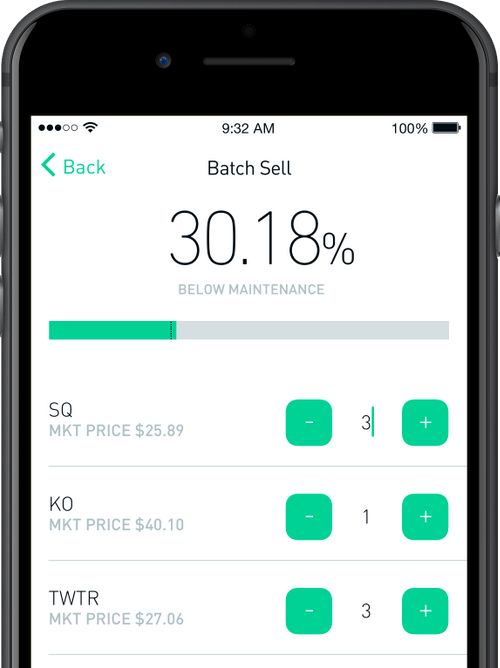 9:32 AM 100%
Back Batch Sell
30.18%
BELOW MAINTENANCE
SQ
MKT PRICE $25.89
- 3 +
KO
MKT PRICE $40.10
- 1 +
TWTR
MKT PRICE $27.06
- 3 +